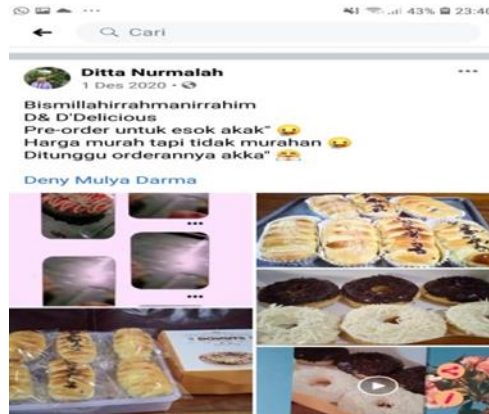 43% 23:40
Cari
Ditta Nurmalah
1 Des 2020
Bismillahirrahmanirrahim
D& D'Delicious
Pre-order untuk esok akak"
Harga murah tapi tidak murahan
Ditunggu orderannya akka"
Deny Mulya Darma
DONUTS